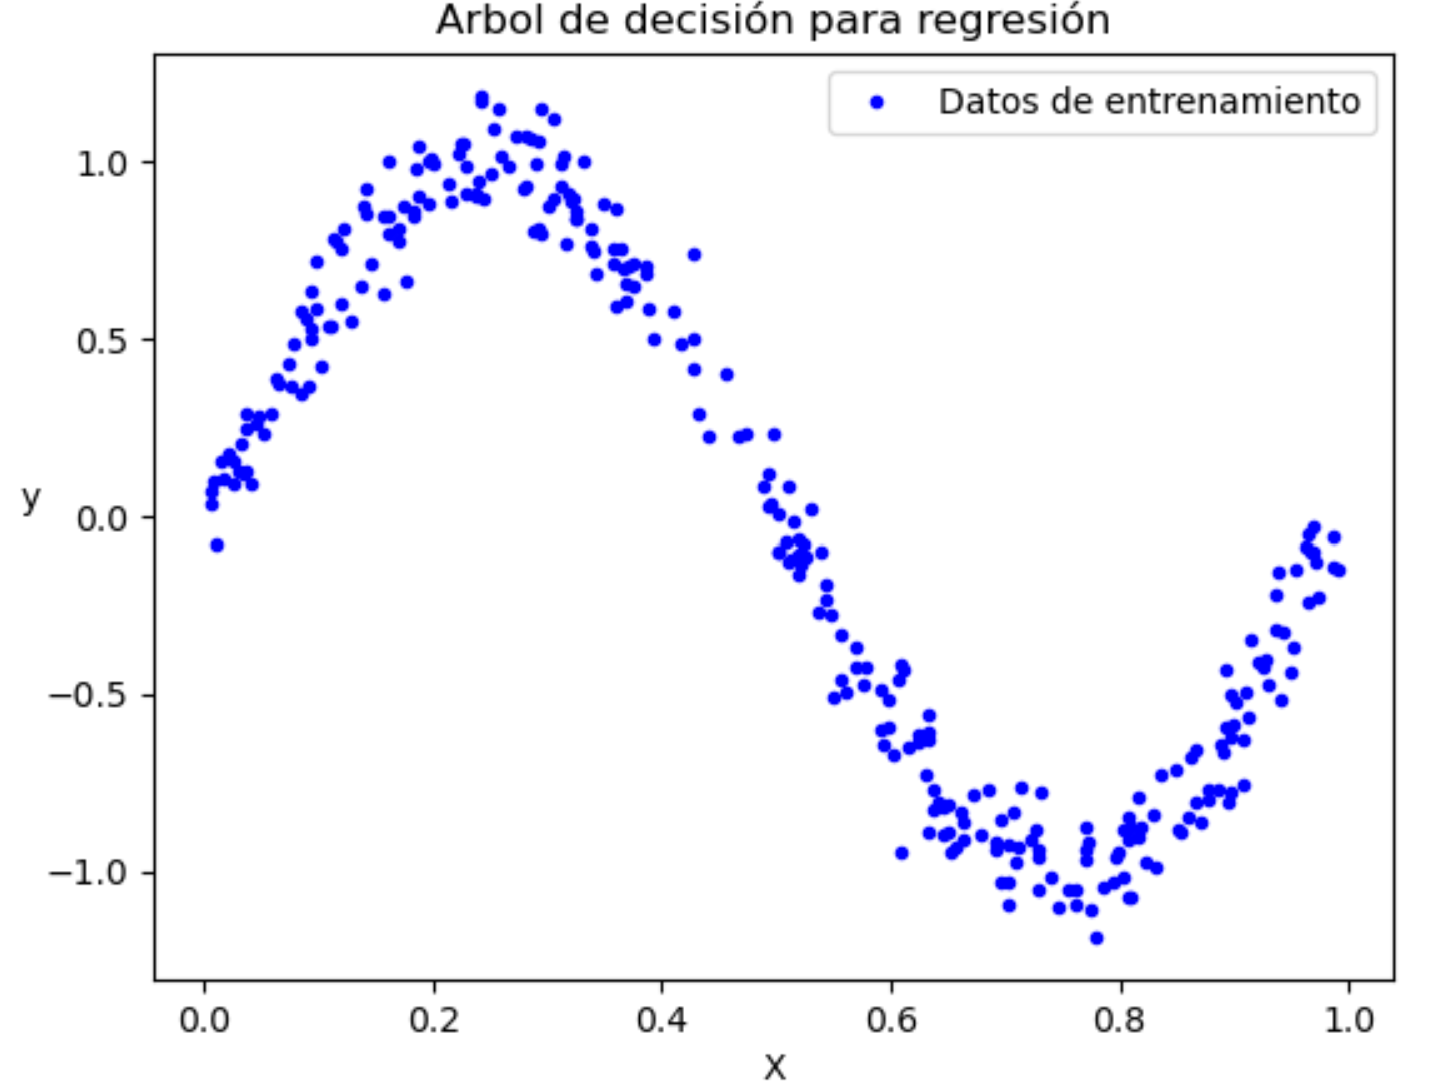 Arbol de decisión para regresión
Datos de entrenamiento
1.0
0.5
0.0
−0.5
−1.0
y
0.0 0.2 0.4 0.6 0.8 1.0
X